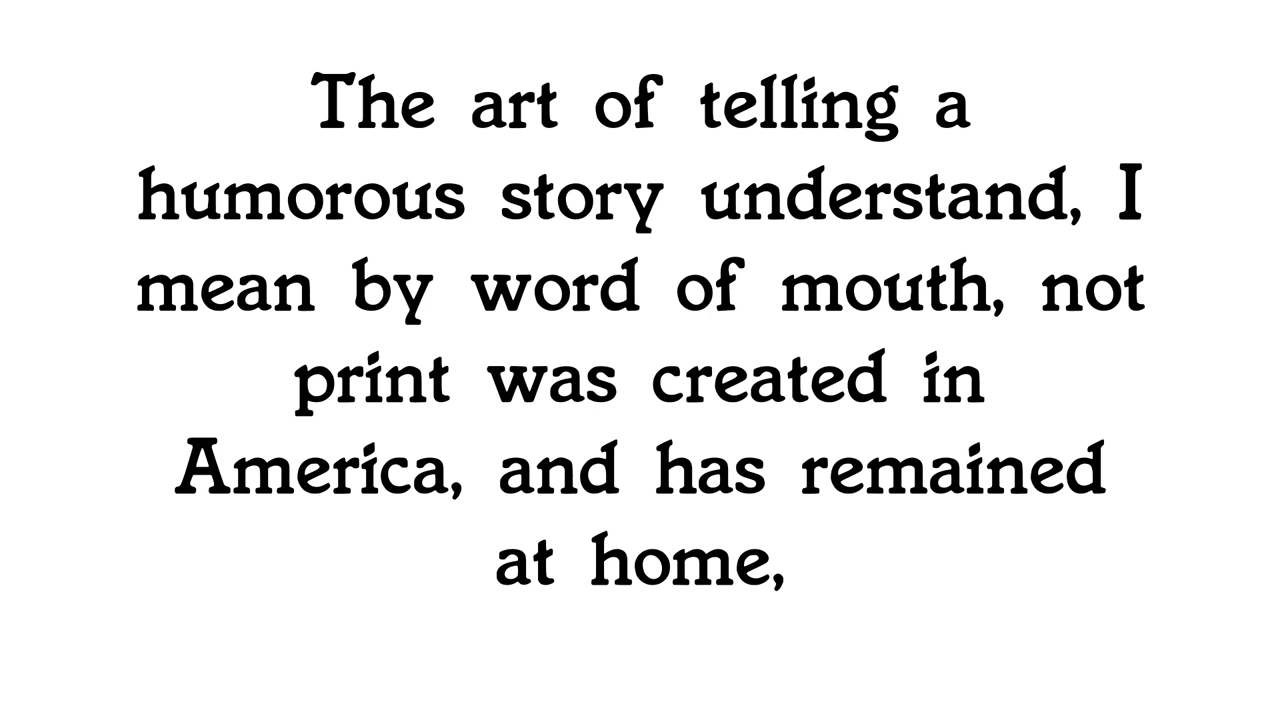 The art of telling a
humorous story understand, I
mean by word of mouth, not
print was created in
America, and has remained
at home,